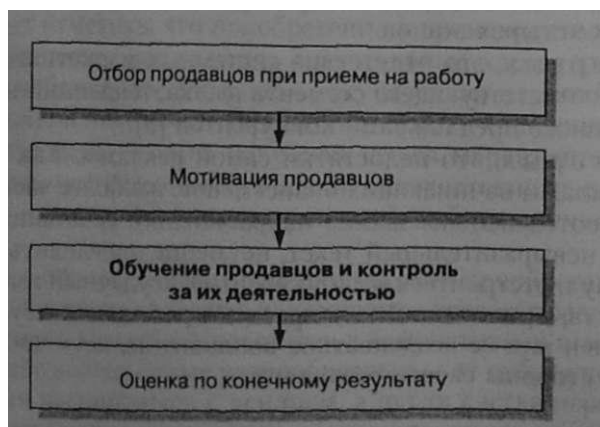 Отбор продавцов при приеме на работу
Мотивация продавцов
Обучение продавцов и контроль
за их деятельностью
Оценка по конечному результату